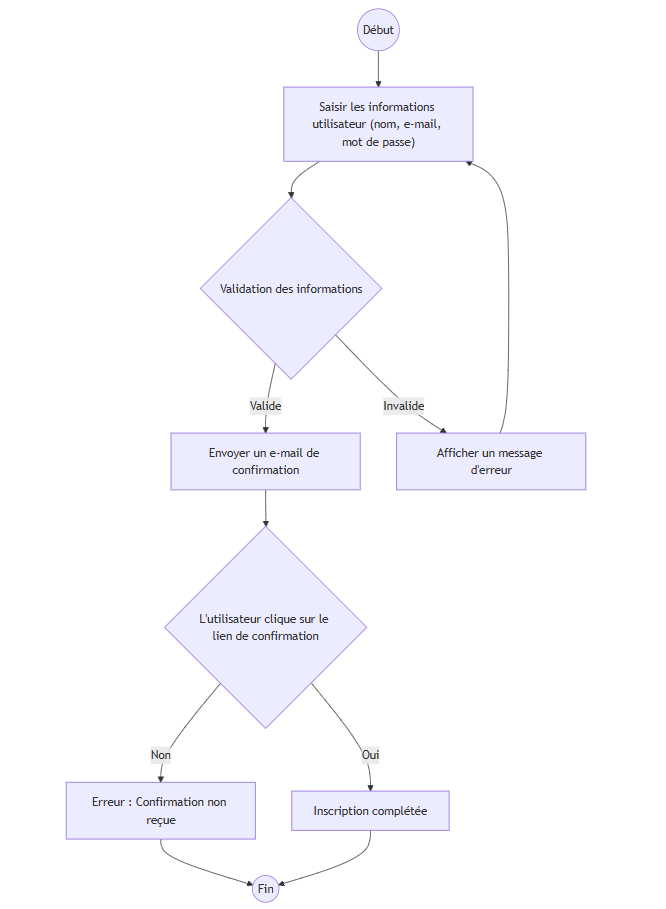 Début
Saisir les informations
utilisateur (nom, e-mail,
mot de passe)
Validation des informations
Valide
Invalide
Envoyer un e-mail de
confirmation
Afficher un message
d'erreur
L'utilisateur clique sur le
lien de confirmation
Non
Oui
Erreur : Confirmation non
reçue
Inscription complétée
Fin